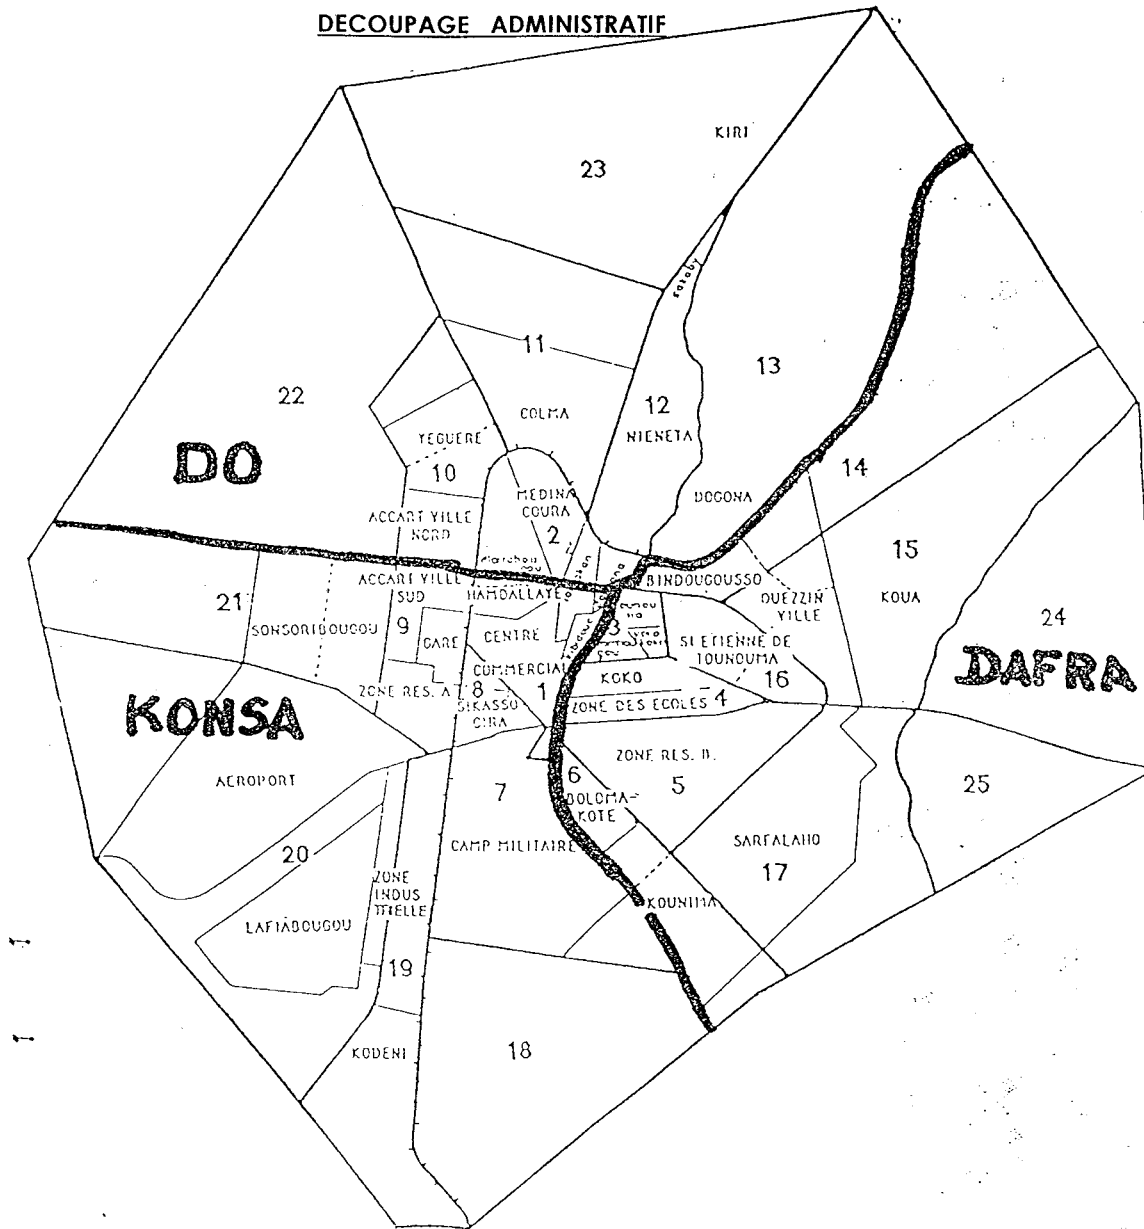 DECOUPAGE ADMINISTRATIF
KIRI
23
Sakaby
11
13
22
12
COLMA
NIENETA
YEGUERE
14
DO
10
MEDINA
COURA
DOGONA
ACCART VILLE
NORD
2
15
BINDOUGOUSSO
ACCART VILLE
SUD
HAMDALLAYE
OUEZZIN
VILLE
KOUA
21
24
SONSORIBOUGOU
9
GARE
CENTRE
3
ST ETIENNE DE
TOUNOUMA
COMMERCIAL
KOKO
16
DAFRA
ZONE RES. A
8
1
SIKASSO
CIRA
ZONE DES ECOLES
4
KONSA
ZONE RES. B.
AEROPORT
7
6
5
25
DOLOMA-
KOTE
SARFALAHO
CAMP MILITAIRE
20
17
ZONE
INDUS
TRIELLE
KOUNIMA
LAFIABOUGOU
19
KODENI
18